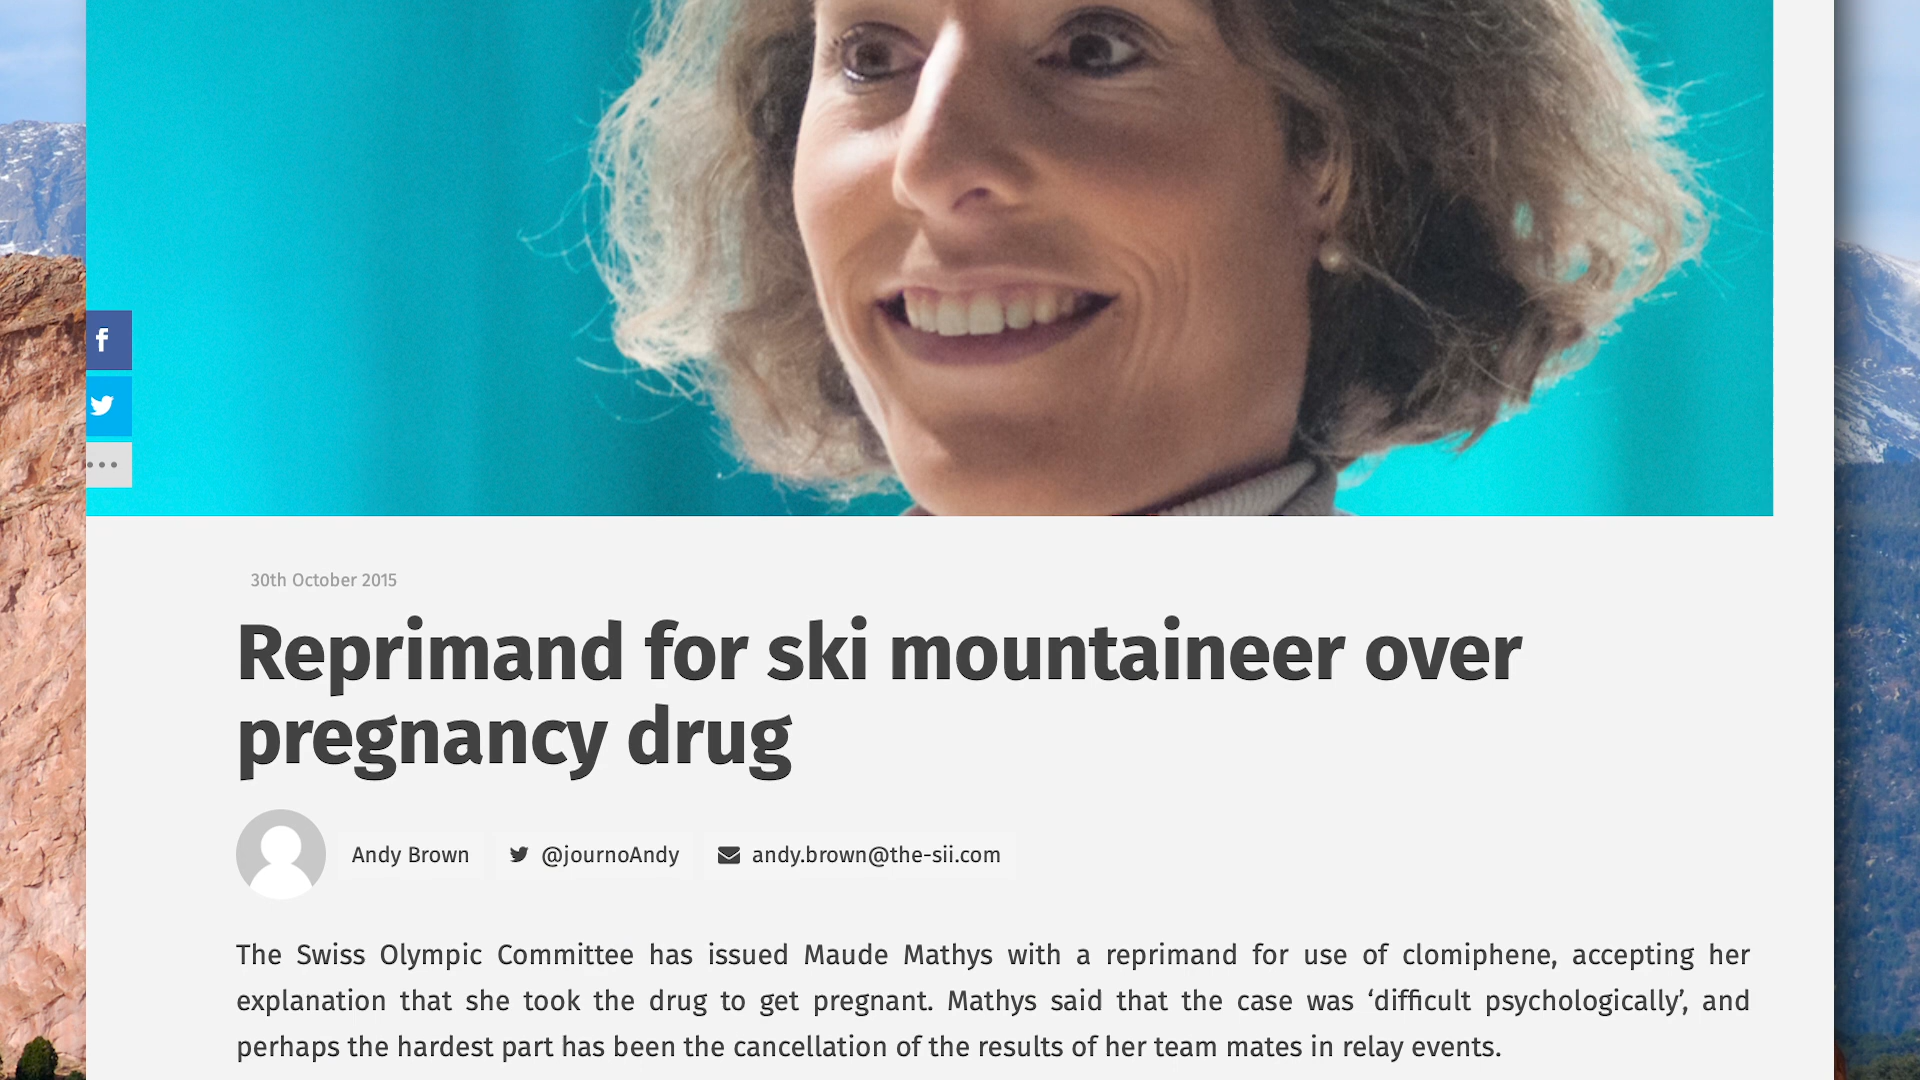 30th October 2015
Reprimand for ski mountaineer over
pregnancy drug
Andy Brown @journoAndy andy.brown@the-sii.com
The Swiss Olympic Committee has issued Maude Mathys with a reprimand for use of clomiphene, accepting her
explanation that she took the drug to get pregnant. Mathys said that the case was ‘difficult psychologically’, and
perhaps the hardest part has been the cancellation of the results of her team mates in relay events.